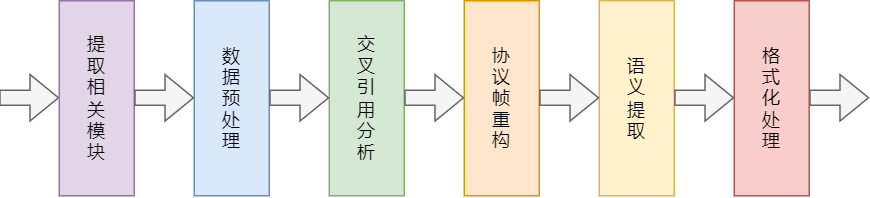 提取相关模块
数据预处理
交叉引用分析
协议帧重构
语义提取
格式化处理